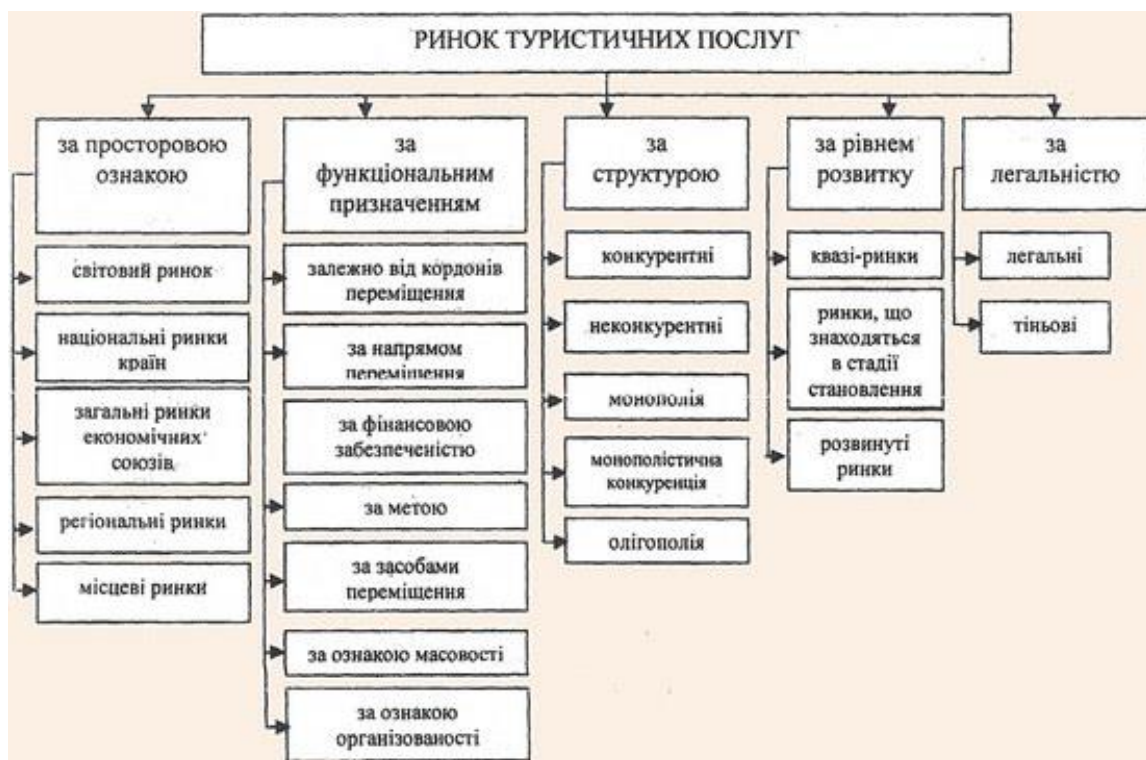 РИНОК ТУРИСТИЧНИХ ПОСЛУГ
за просторовою
ознакою
світовий ринок
національні ринки
країн
загальні ринки
економічних
союзів
регіональні ринки
місцеві ринки
за
функціональним
призначенням
залежно від кордонів
переміщення
за напрямом
переміщення
за фінансовою
забезпеченістю
за метою
за засобами
переміщення
за ознакою масовості
за ознакою
організованості
за
структурою
конкурентні
неконкурентні
монополія
монополістична
конкуренція
олігополія
за рівнем
розвитку
квазі-ринки
ринки, що
знаходяться
в стадії
становлення
розвинуті
ринки
за
легальністю
легальні
тіньові